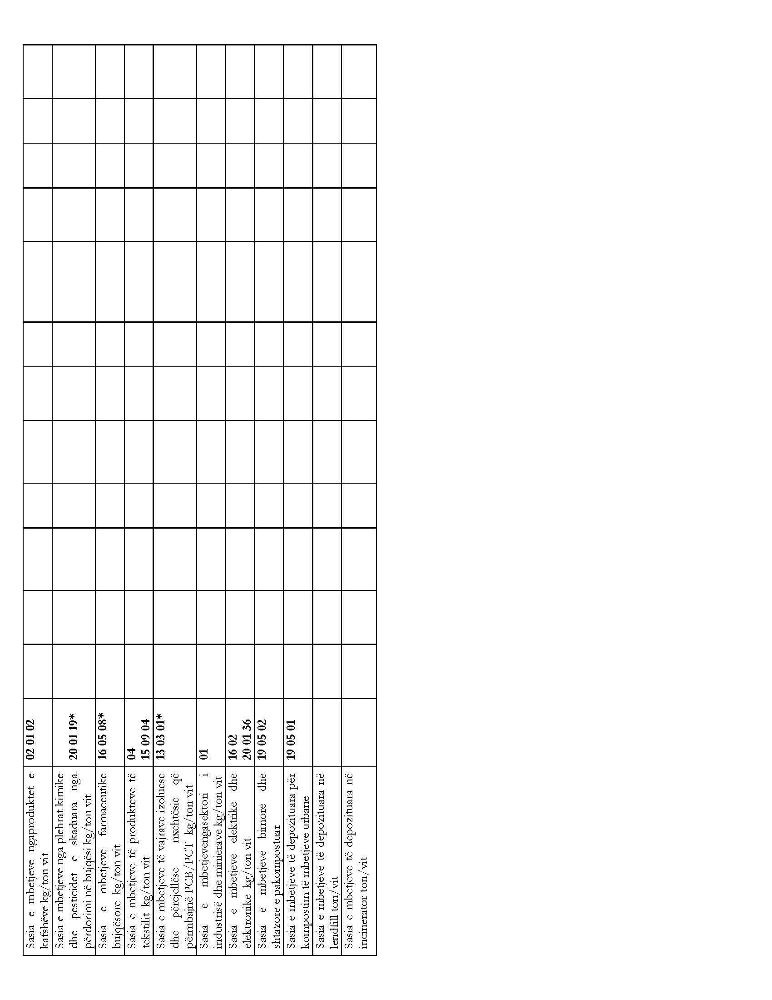 Sasia e mbetjeve ngaproduktet e
kafshëve kg/ton vit
02 01 02
Sasia e mbetjeve nga plehrat kimike
dhe pesticidet e skaduara nga
përdorimi në bujqësi kg/ton vit
20 01 19*
Sasia e mbetjeve farmaceutike
bujqësore kg/ton vit
16 05 08*
Sasia e mbetjeve të produkteve të
tekstilit kg/ton vit
04
15 09 04
Sasia e mbetjeve të vajrave izoluese
dhe përcjellëse nxehtësie që
përmbajnë PCB/PCT kg/ton vit
13 03 01*
Sasia e mbetjevengasektori i
industrisë dhe minierave kg/ton vit
01
Sasia e mbetjeve elektrike dhe
elektronike kg/ton vit
16 02
20 01 36
Sasia e mbetjeve bimore dhe
shtazore e pakompostuar
19 05 02
Sasia e mbetjeve të depozituara për
kompostim të mbetjeve urbane
19 05 01
Sasia e mbetjeve të depozituara në
lendfill ton/vit
Sasia e mbetjeve të depozituara në
incinerator ton/vit